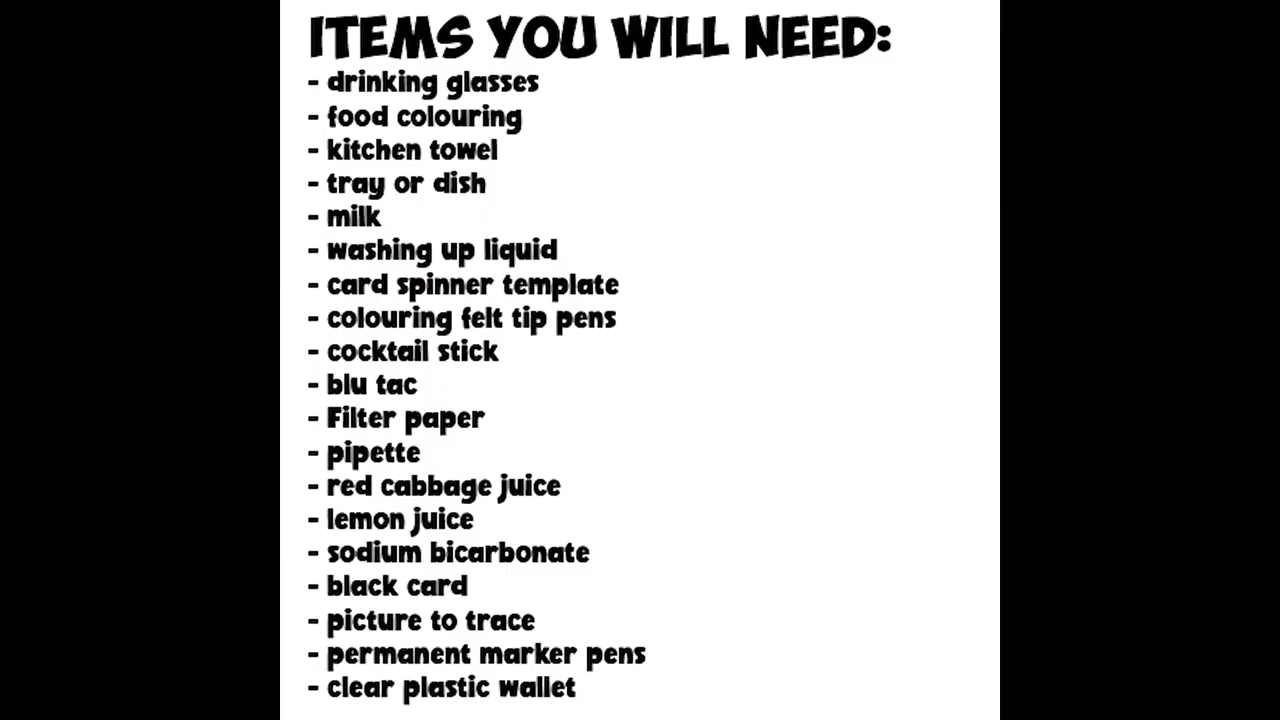 ITEMS YOU WILL NEED:
- drinking glasses
- food colouring
- kitchen towel
- tray or dish
- milk
- washing up liquid
- card spinner template
- colouring felt tip pens
- cocktail stick
- blu tac
- Filter paper
- pipette
- red cabbage juice
- lemon juice
- sodium bicarbonate
- black card
- picture to trace
- permanent marker pens
- clear plastic wallet